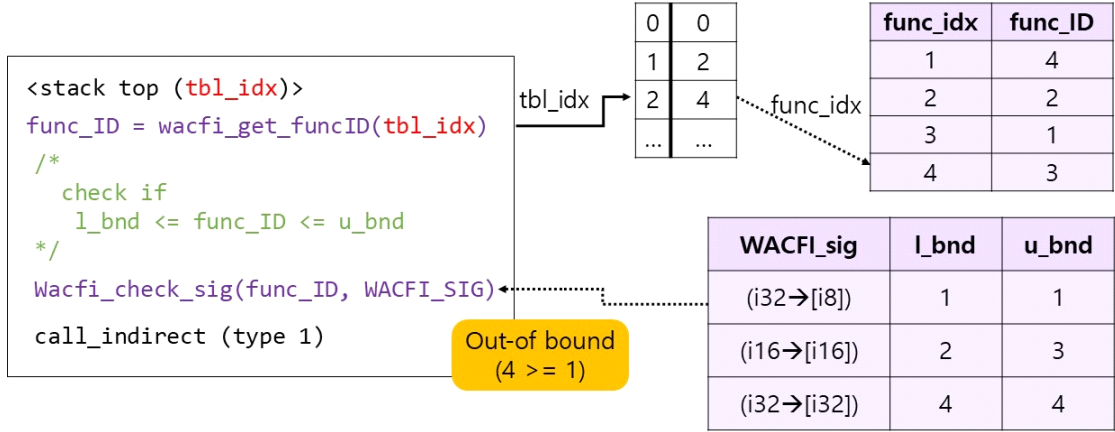 <stack top (tbl_idx)>
func_ID = wacfi_get_funcID(tbl_idx)
/*
check if
l_bnd <= func_ID <= u_bnd
*/
Wacfi_check_sig(func_ID, WACFI_SIG)
call_indirect (type 1)
Out-of bound
(4 >= 1)
tbl_idx
0 0
1 2
2 4
... ...
func_idx
func_idx func_ID
1 4
2 2
3 1
4 3
WACFI_sig l_bnd u_bnd
(i32→[i8]) 1 1
(i16→[i16]) 2 3
(i32→[i32]) 4 4